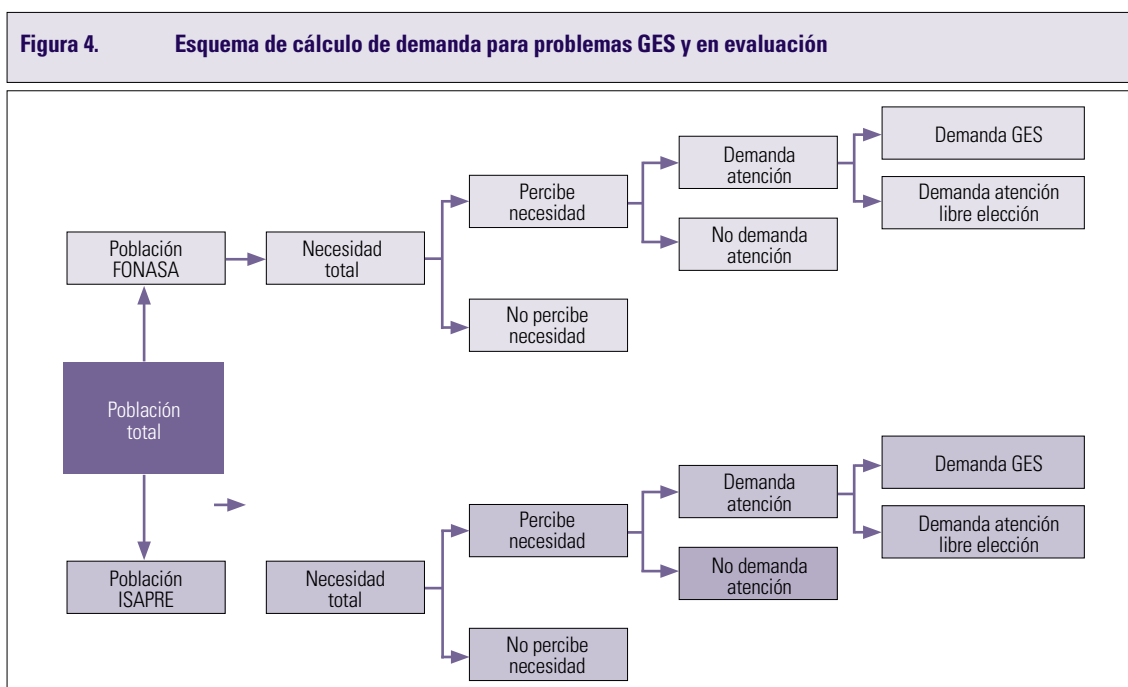 Figura 4. Esquema de cálculo de demanda para problemas GES y en evaluación
Demanda GES
Demanda
atención
Demanda atención
libre elección
Percibe
necesidad
No demanda
atención
Población
FONASA
Necesidad
total
No percibe
necesidad
Población
total
Demanda GES
Demanda
atención
Demanda atención
libre elección
Percibe
necesidad
No demanda
atención
Población
ISAPRE
Necesidad
total
No percibe
necesidad